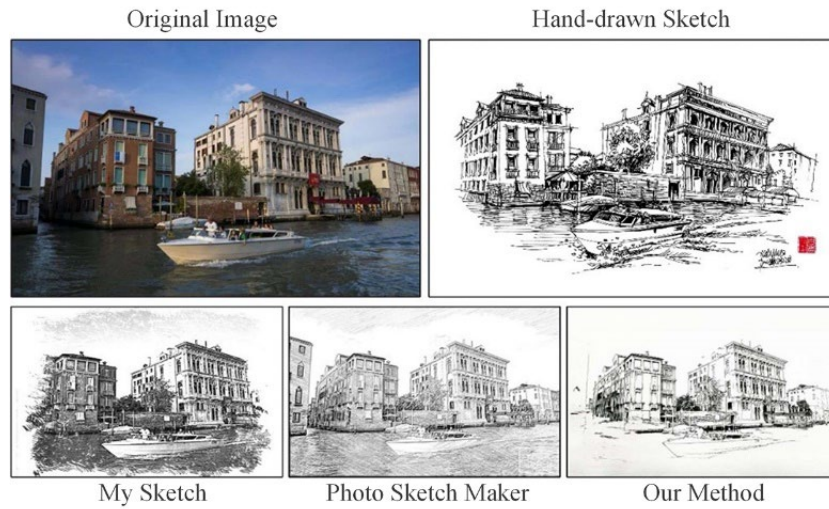 Original Image
Hand-drawn Sketch
My Sketch
Photo Sketch Maker
Our Method